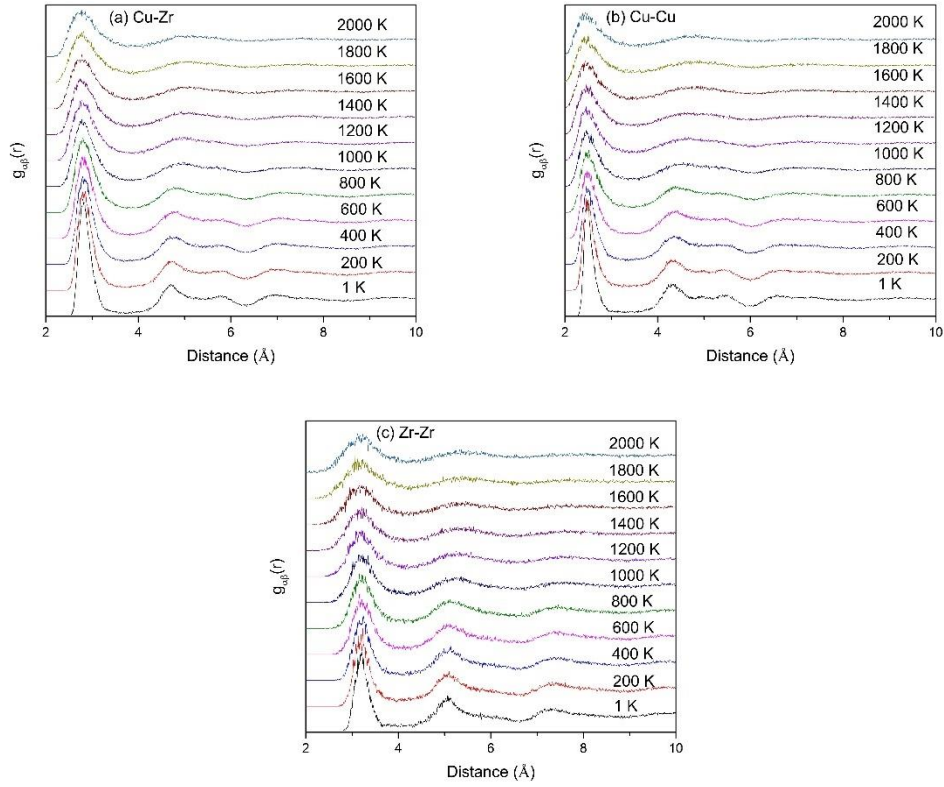 (a) Cu-Zr
2000 K
1800 K
1600 K
1400 K
1200 K
1000 K
800 K
600 K
400 K
200 K
1 K
gαβ(r)
2 4 6 8 10
Distance (Å)
(b) Cu-Cu
2000 K
1800 K
1600 K
1400 K
1200 K
1000 K
800 K
600 K
400 K
200 K
1 K
gαβ(r)
2 4 6 8 10
Distance (Å)
(c) Zr-Zr
2000 K
1800 K
1600 K
1400 K
1200 K
1000 K
800 K
600 K
400 K
200 K
1 K
gαβ(r)
2 4 6 8 10
Distance (Å)